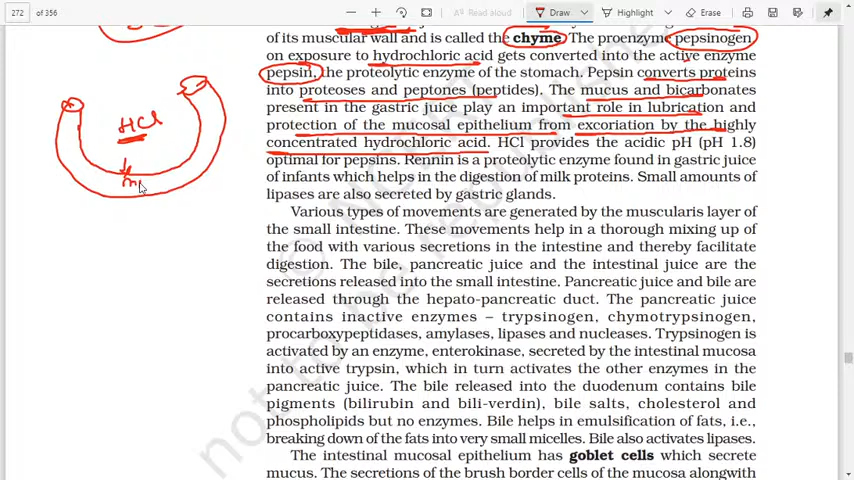 272
of 356
Read aloud
Draw
Highlight
Erase
of its muscular wall and is called the chyme. The proenzyme pepsinogen
on exposure to hydrochloric acid gets converted into the active enzyme
pepsin, the proteolytic enzyme of the stomach. Pepsin converts proteins
into proteoses and peptones (peptides). The mucus and bicarbonates
present in the gastric juice play an important role in lubrication and
protection of the mucosal epithelium from excoriation by the highly
concentrated hydrochloric acid. HCl provides the acidic pH (pH 1.8)
optimal for pepsins. Rennin is a proteolytic enzyme found in gastric juice
of infants which helps in the digestion of milk proteins. Small amounts of
lipases are also secreted by gastric glands.
Various types of movements are generated by the muscularis layer of
the small intestine. These movements help in a thorough mixing up of
the food with various secretions in the intestine and thereby facilitate
digestion. The bile, pancreatic juice and the intestinal juice are the
secretions released into the small intestine. Pancreatic juice and bile are
released through the hepato-pancreatic duct. The pancreatic juice
contains inactive enzymes – trypsinogen, chymotrypsinogen,
procarboxypeptidases, amylases, lipases and nucleases. Trypsinogen is
activated by an enzyme, enterokinase, secreted by the intestinal mucosa
into active trypsin, which in turn activates the other enzymes in the
pancreatic juice. The bile released into the duodenum contains bile
pigments (bilirubin and bili-verdin), bile salts, cholesterol and
phospholipids but no enzymes. Bile helps in emulsification of fats, i.e.,
breaking down of the fats into very small micelles. Bile also activates lipases.
The intestinal mucosal epithelium has goblet cells which secrete
mucus. The secretions of the brush border cells of the mucosa alongwith
HCl
not to be republished